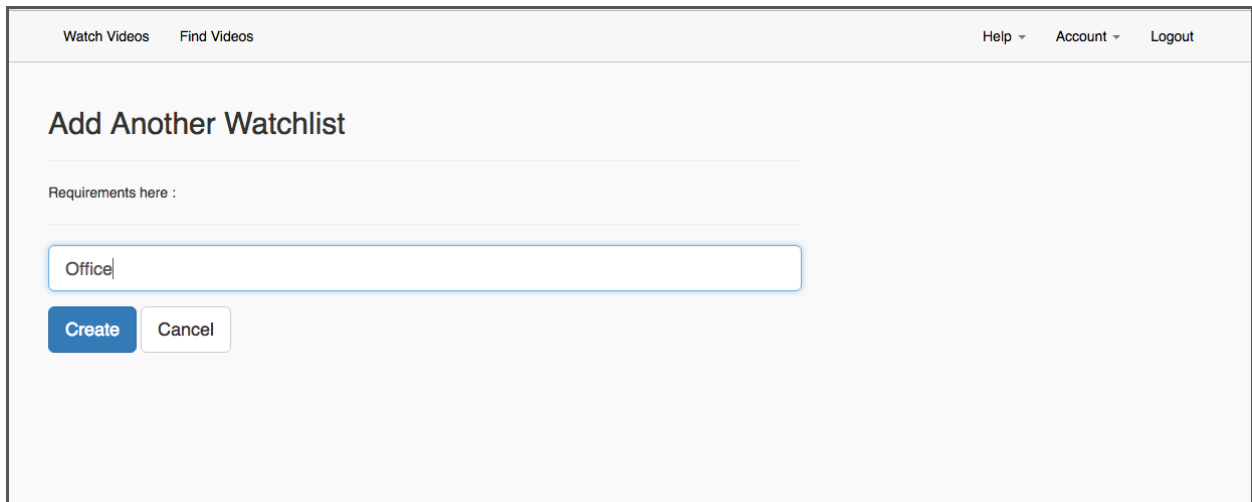 Watch Videos Find Videos Help Account Logout
Add Another Watchlist
Requirements here :
Office
Create Cancel